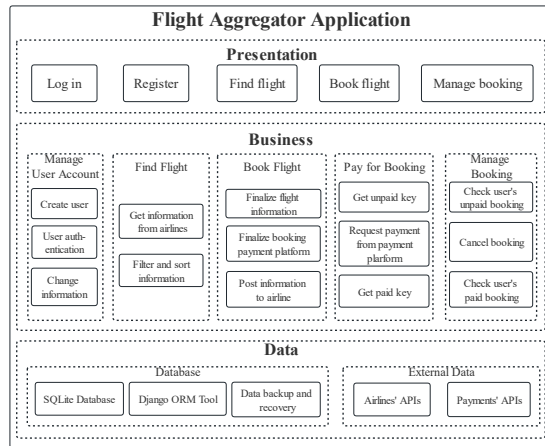 Flight Aggregator Application
Presentation
Log in
Register
Find flight
Book flight
Manage booking
Business
Manage
User Account
Create user
User auth-
entication
Change
information
Find Flight
Get information
from airlines
Filter and sort
information
Book Flight
Finalize flight
information
Finalize booking
payment platform
Post information
to airline
Pay for Booking
Get unpaid key
Request payment
from payment
plarform
Get paid key
Manage
Booking
Check user's
unpaid booking
Cancel booking
Check user's
paid booking
Data
Database
SQLite Database
Django ORM Tool
Data backup and
recovery
External Data
Airlines' APIs
Payments' APIs